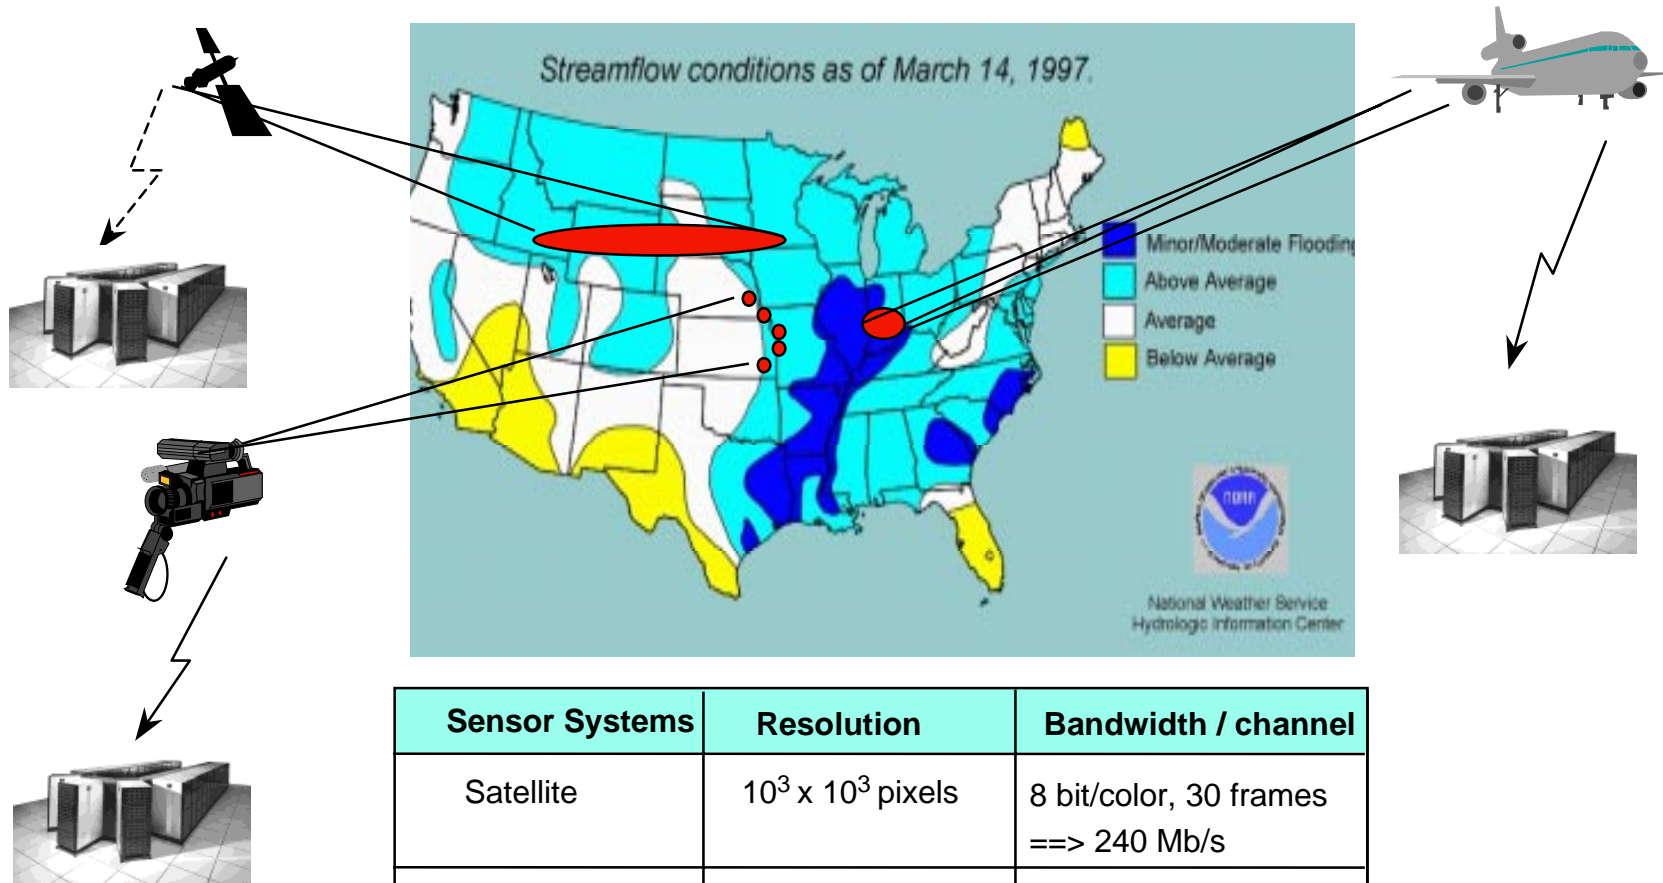 Streamflow conditions as of March 14, 1997.
Minor/Moderate Flooding
Above Average
Average
Below Average
noaa
National Weather Service
Hydrologic Information Center
Sensor Systems Resolution Bandwidth / channel
Satellite 10³ x 10³ pixels 8 bit/color, 30 frames
==> 240 Mb/s